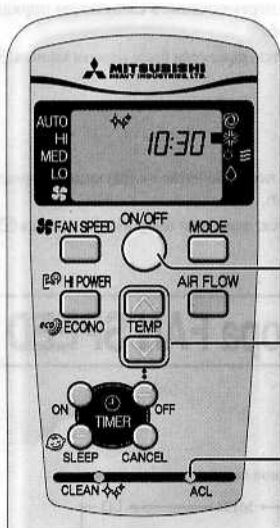 MITSUBISHI
HEAVY INDUSTRIES, LTD.
AUTO
HI
MED
LO
10:30
FAN SPEED
ON/OFF
MODE
HI POWER
AIR FLOW
eco ECONO
TEMP
ON
TIMER
OFF
SLEEP
CANCEL
CLEAN
ACL